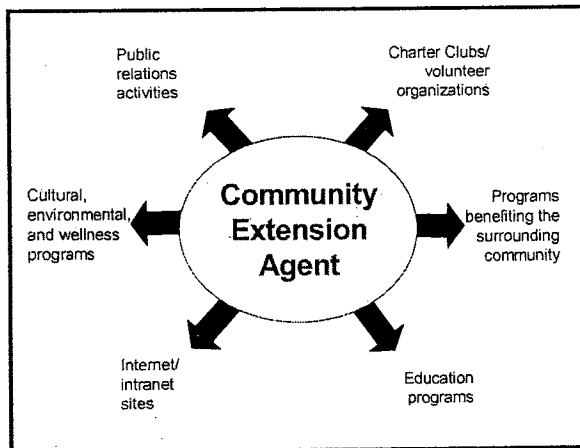 Public
relations
activities
Charter Clubs/
volunteer
organizations
Cultural,
environmental,
and wellness
programs
Community
Extension
Agent
Programs
benefiting the
surrounding
community
Internet/
intranet
sites
Education
programs